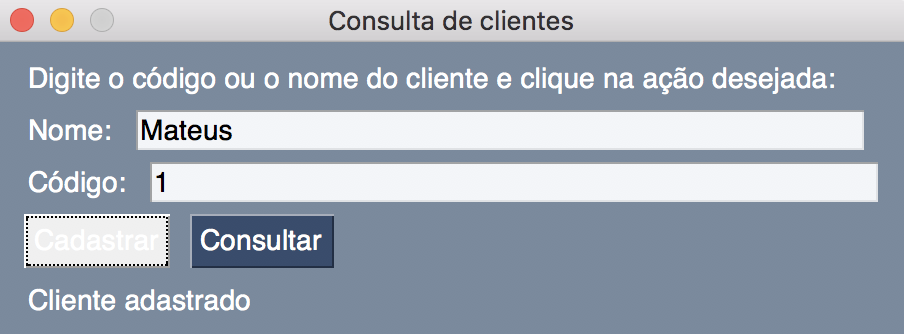 Consulta de clientes
Digite o código ou o nome do cliente e clique na ação desejada:
Nome: Mateus
Código: 1
Cadastrar Consultar
Cliente adastrado